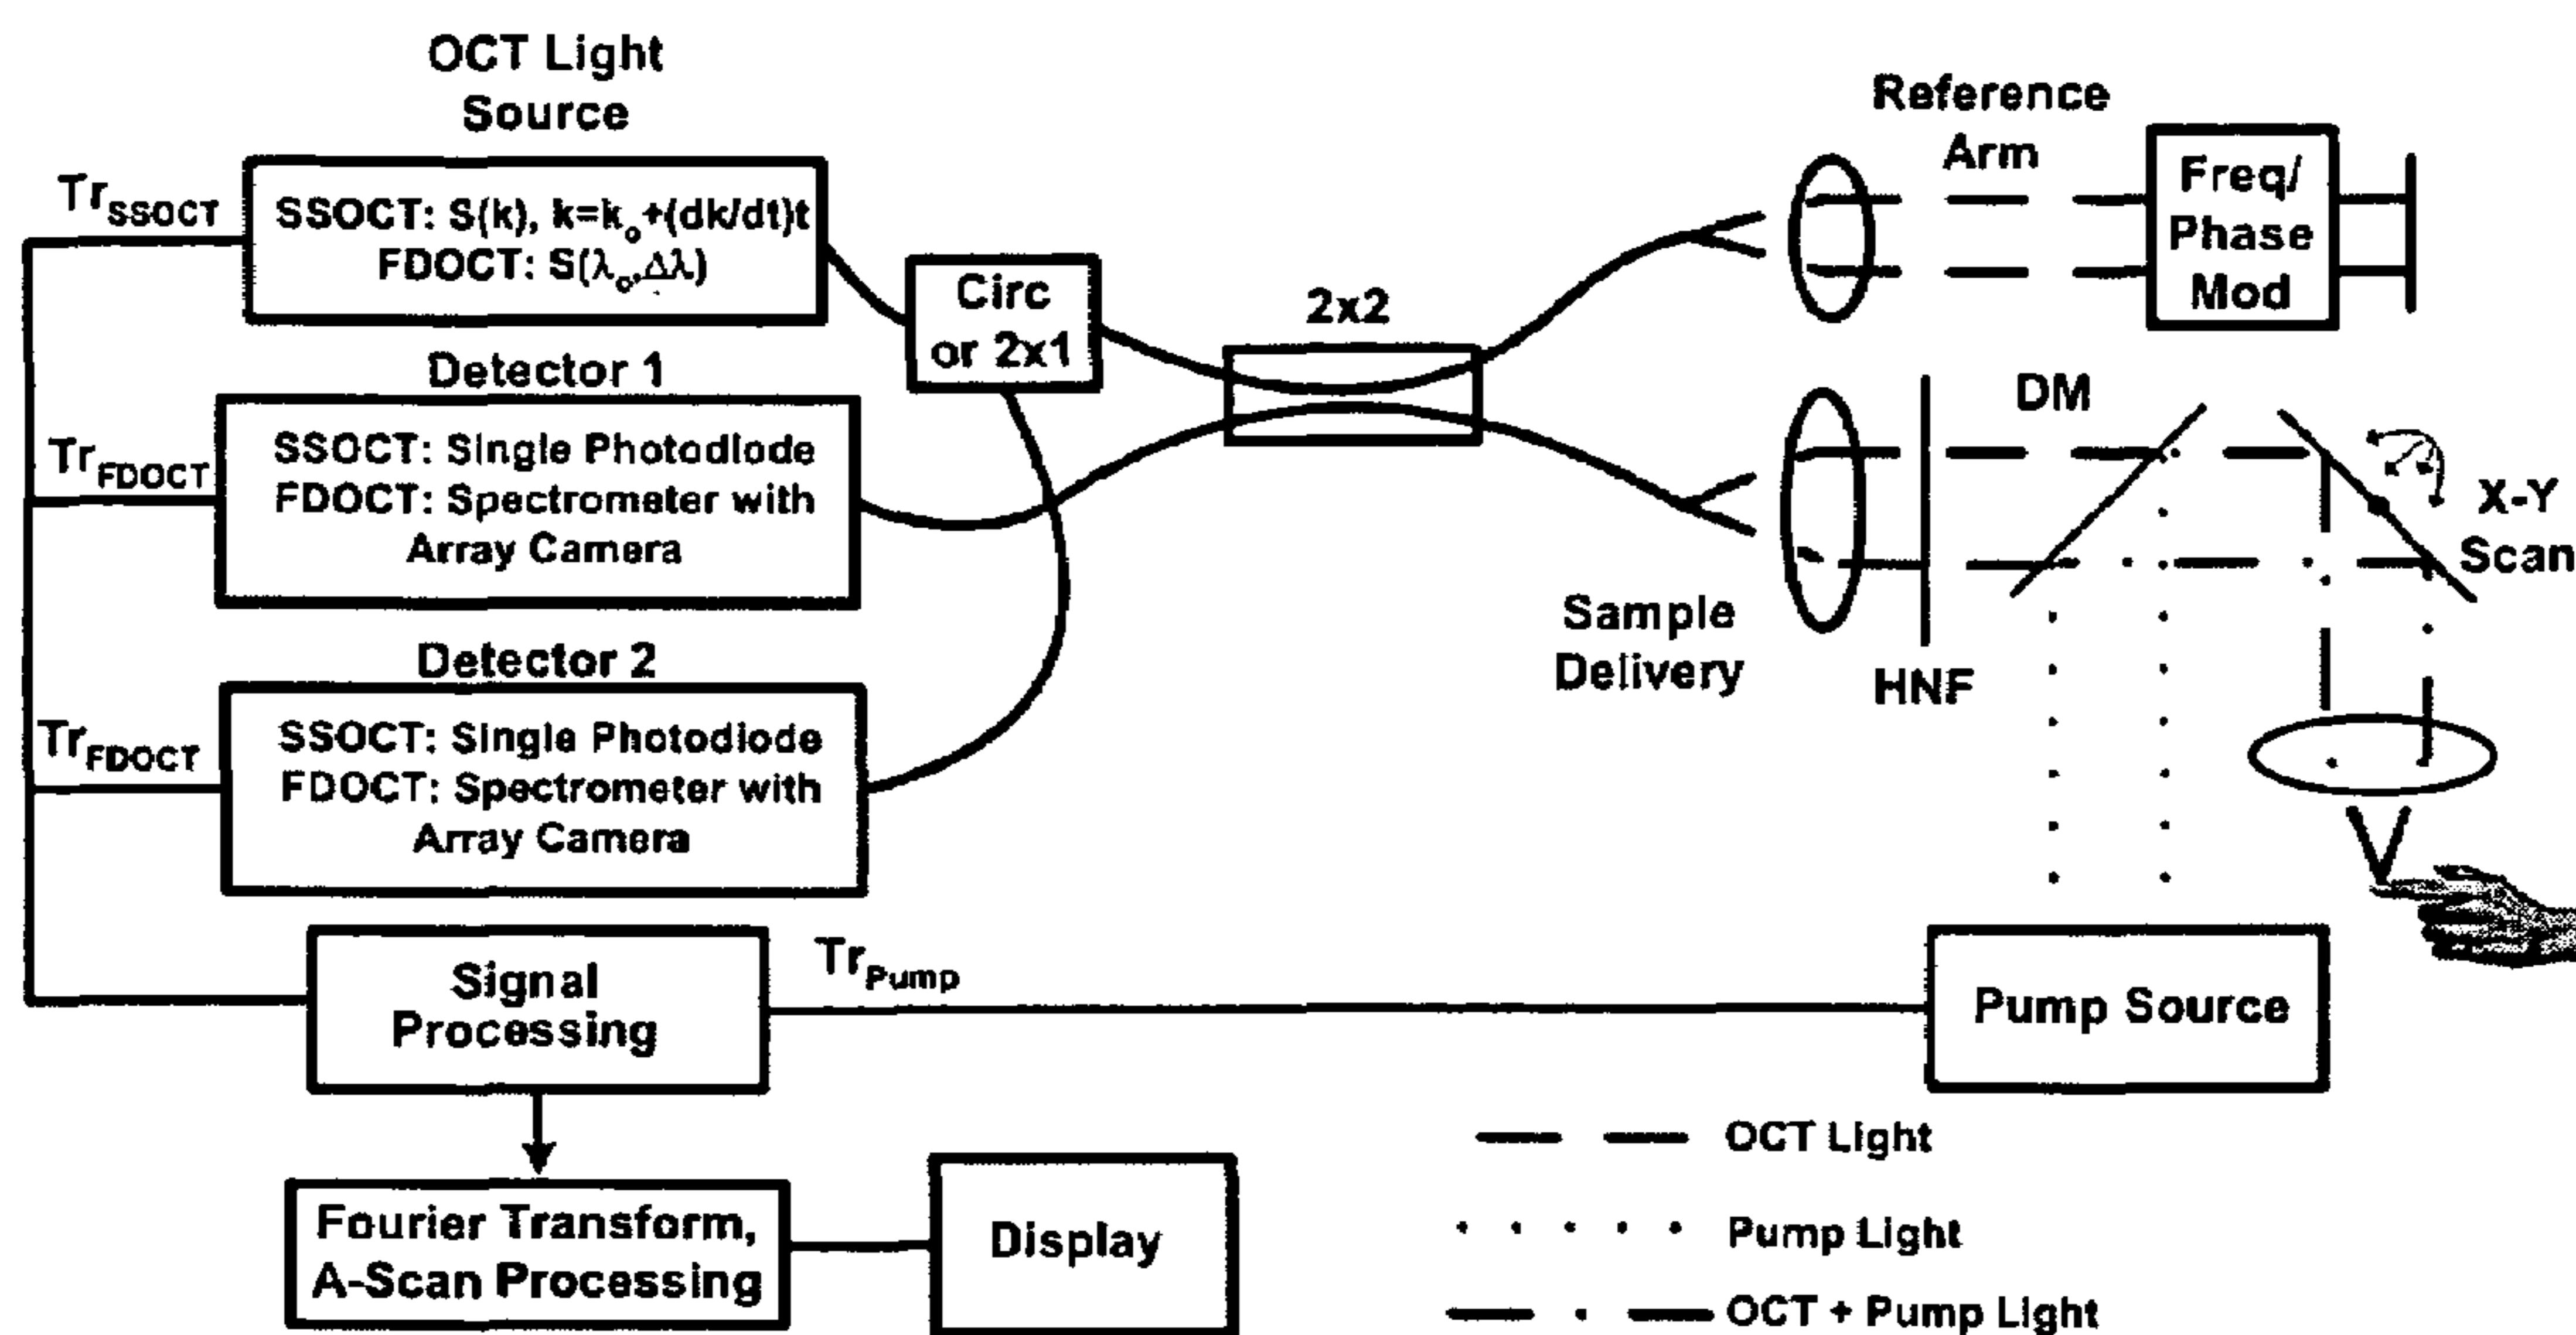 OCT Light
Source
Tr_SSOCT
SSOCT: S(k), k=k_o+(dk/dt)t
FDOCT: S(λ_o,Δλ)
Circ
or 2x1
2x2
Reference
Arm
Freq/
Phase
Mod
Detector 1
Tr_FDOCT
SSOCT: Single Photodiode
FDOCT: Spectrometer with
Array Camera
DM
X-Y
Scan
Sample
Delivery
HNF
Detector 2
Tr_FDOCT
SSOCT: Single Photodiode
FDOCT: Spectrometer with
Array Camera
Signal
Processing
Tr_Pump
Pump Source
Fourier Transform,
A-Scan Processing
Display
OCT Light
Pump Light
OCT + Pump Light